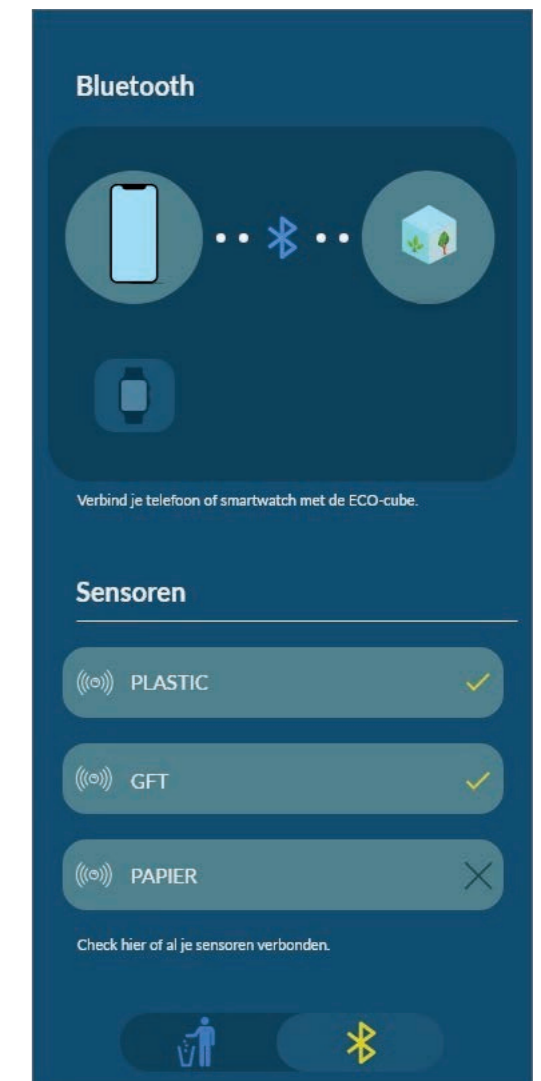 Bluetooth
Verbind je telefoon of smartwatch met de ECO-cube.
Sensoren
PLASTIC
GFT
PAPIER
Check hier of al je sensoren verbonden.